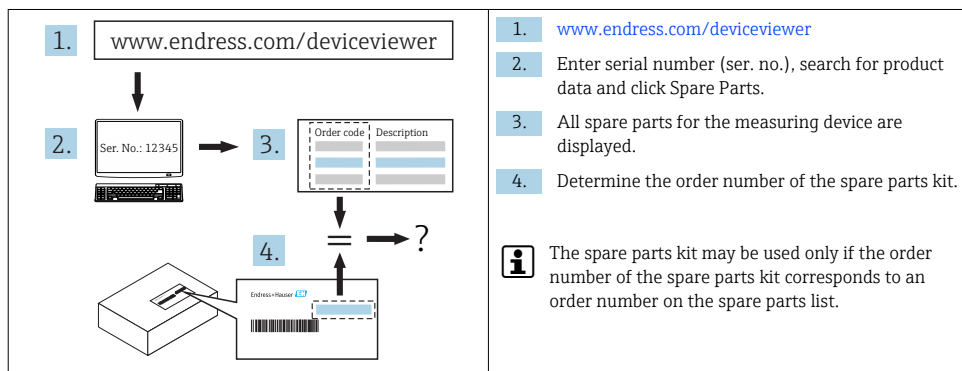 1. www.endress.com/deviceviewer
2. Ser. No.: 12345
3. Order code Description
4.
= ?
Endress+Hauser EH
1. www.endress.com/deviceviewer
2. Enter serial number (ser. no.), search for product
data and click Spare Parts.
3. All spare parts for the measuring device are
displayed.
4. Determine the order number of the spare parts kit.
i The spare parts kit may be used only if the order
number of the spare parts kit corresponds to an
order number on the spare parts list.